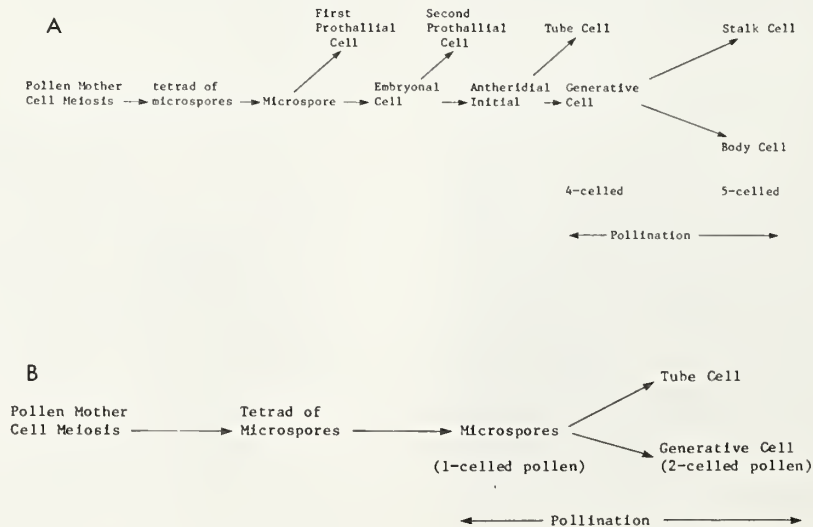 A
First
Prothallial
Cell
Second
Prothallial
Cell
Tube Cell
Stalk Cell
Pollen Mother
Cell Meiosis
tetrad of
microspores
Microspore
Embryonal
Cell
Antheridial
Initial
Generative
Cell
Body Cell
4-celled
5-celled
Pollination
B
Tube Cell
Pollen Mother
Cell Meiosis
Tetrad of
Microspores
Microspores
(1-celled pollen)
Generative Cell
(2-celled pollen)
Pollination